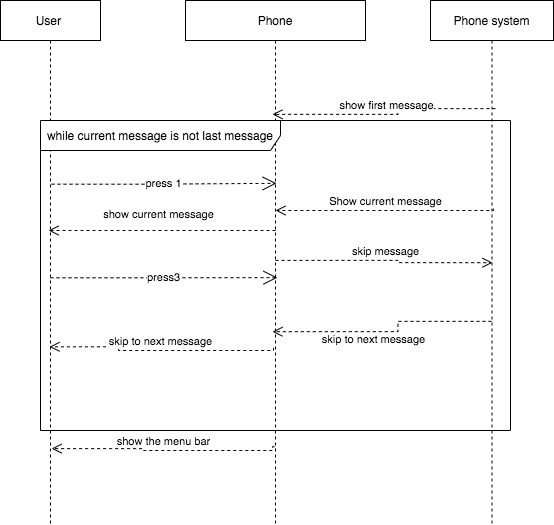 User
Phone
Phone system
show first message
while current message is not last message
press 1
Show current message
show current message
skip message
press3
skip to next message
skip to next message
show the menu bar